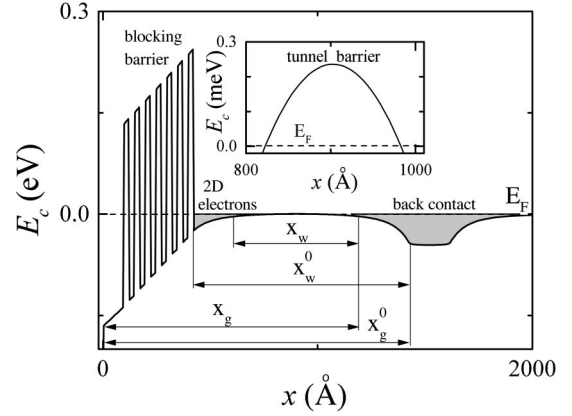 0.3
blocking
barrier
0.3
tunnel barrier
E_c (meV)
E_F
0.0
800
1000
x (Å)
E_c (eV)
2D
electrons
back contact
E_F
0.0
x_w
x_w^0
x_g
x_g^0
0
2000
x (Å)